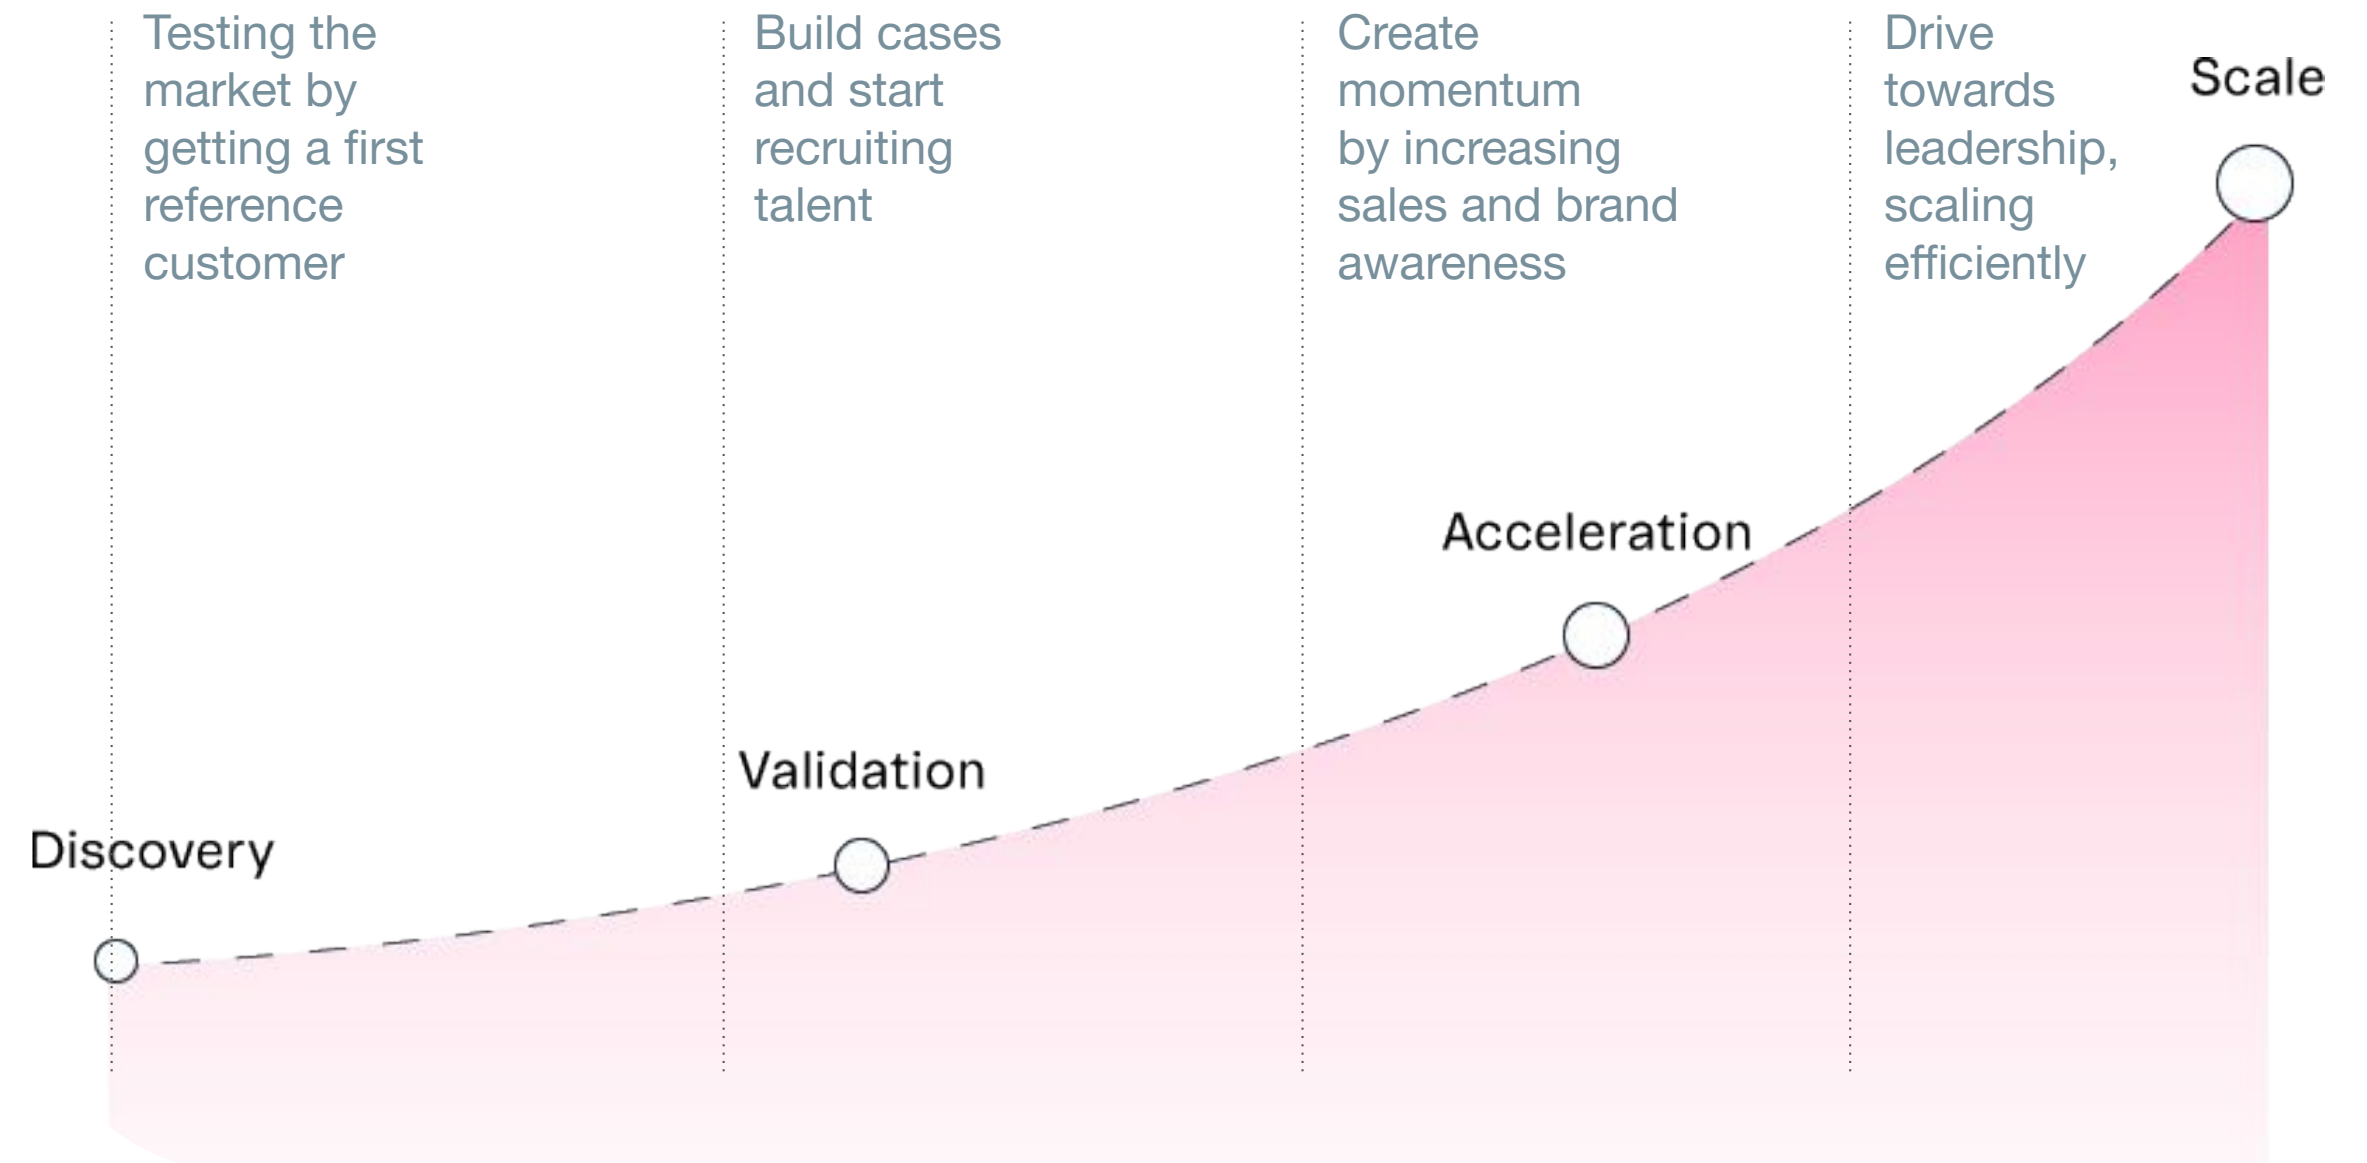 Testing the
market by
getting a first
reference
customer
Build cases
and start
recruiting
talent
Create
momentum
by increasing
sales and brand
awareness
Drive
towards
leadership,
scaling
efficiently
Scale
Acceleration
Validation
Discovery